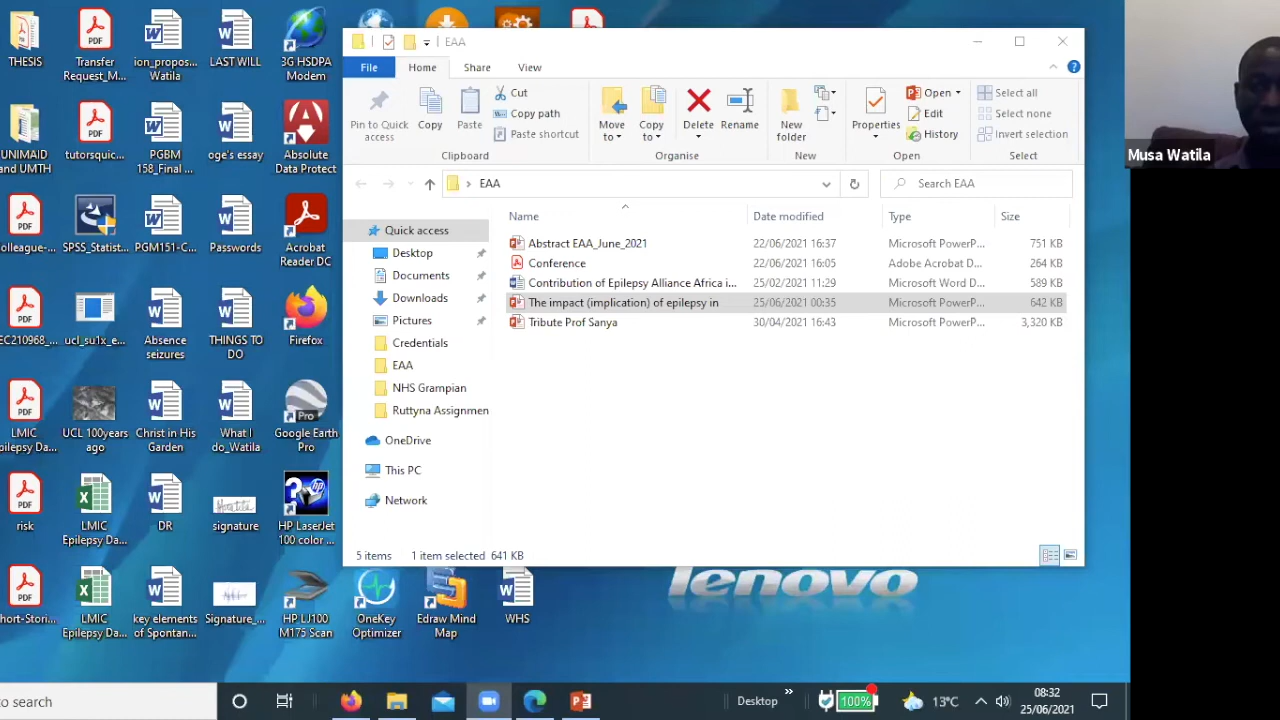 THESIS
Transfer
Request_M...
ion_propos...
Watila
LAST WILL
3G HSDPA
Modem
UNIMAID
and UMTH
tutorsquic...
PGBM
158_Final ...
oge's essay
Absolute
Data Protect
olleague-...
SPSS_Statist...
PGM151-C...
Passwords
Acrobat
Reader DC
EC210968_...
ucl_su1x_e...
Absence
seizures
THINGS TO
DO
Firefox
LMIC
pilepsy Da...
UCL 100years
ago
Christ in His
Garden
What I
do_Watila
Google Earth
Pro
risk
LMIC
Epilepsy Da...
DR
signature
HP LaserJet
100 color ...
hort-Stori...
LMIC
Epilepsy Da...
key elements
of Spontan...
Signature_...
HP LJ100
M175 Scan
OneKey
Optimizer
Edraw Mind
Map
WHS
lenovo
EAA
File
Home
Share
View
Pin to Quick
access
Copy
Paste
Cut
Copy path
Paste shortcut
Clipboard
Move
to
Copy
to
Delete
Rename
Organise
New
folder
New
Properties
Open
Edit
History
Open
Select all
Select none
Invert selection
Select
EAA
Search EAA
Name
Date modified
Type
Size
Abstract EAA_June_2021 22/06/2021 16:37 Microsoft PowerP... 751 KB
Conference 22/06/2021 16:05 Adobe Acrobat D... 264 KB
Contribution of Epilepsy Alliance Africa i... 25/02/2021 11:29 Microsoft Word D... 589 KB
The impact (implication) of epilepsy in 25/06/2021 00:35 Microsoft PowerP... 642 KB
Tribute Prof Sanya 30/04/2021 16:43 Microsoft PowerP... 3,320 KB
Quick access
Desktop
Documents
Downloads
Pictures
Credentials
EAA
NHS Grampian
Ruttyna Assignmen
OneDrive
This PC
Network
5 items 1 item selected 641 KB
Musa Watila
to search
Desktop
100%
13°C
08:32
25/06/2021